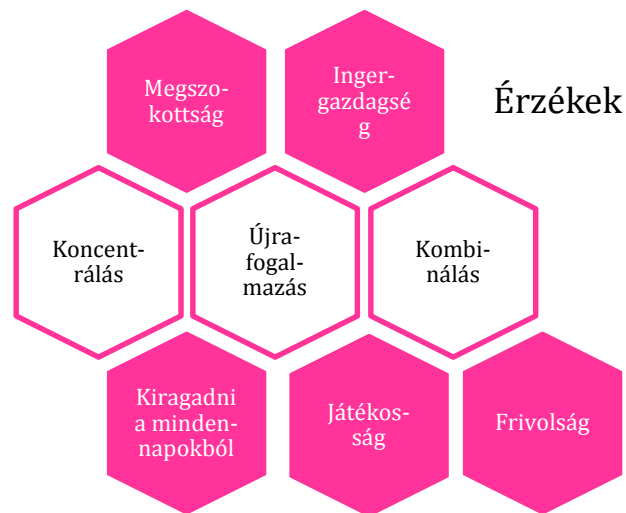 Megszo-
kottság
Inger-
gazdagsé
g
Érzékek
Koncent-
rálás
Újra-
fogal-
mazás
Kombi-
nálás
Kiragadni
a minden-
napokból
Játékos-
ság
Frivolság